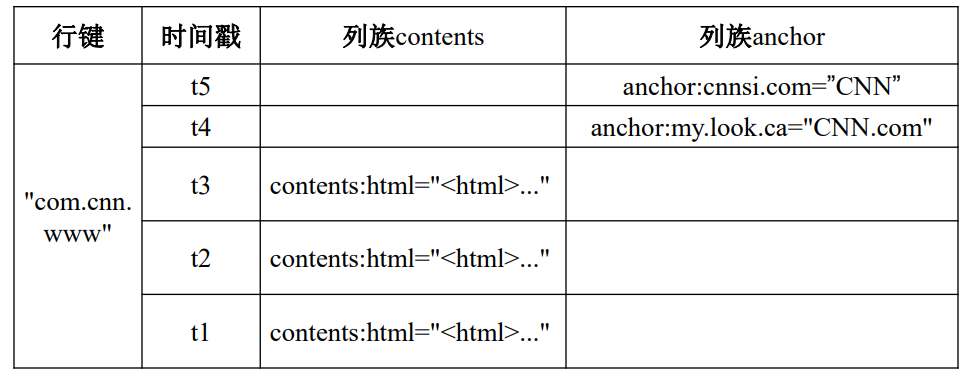 行键 时间戳 列族contents 列族anchor
t5 anchor:cnnsi.com=”CNN”
t4 anchor:my.look.ca="CNN.com"
"com.cnn.
www"
t3 contents:html="<html>..."
t2 contents:html="<html>..."
t1 contents:html="<html>..."